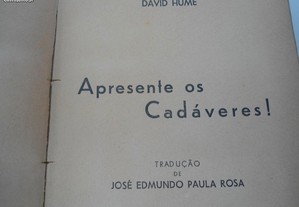 DAVID HUME
Apresente os
Cadáveres!
TRADUÇÃO
DE
JOSÉ EDMUNDO PAULA ROSA